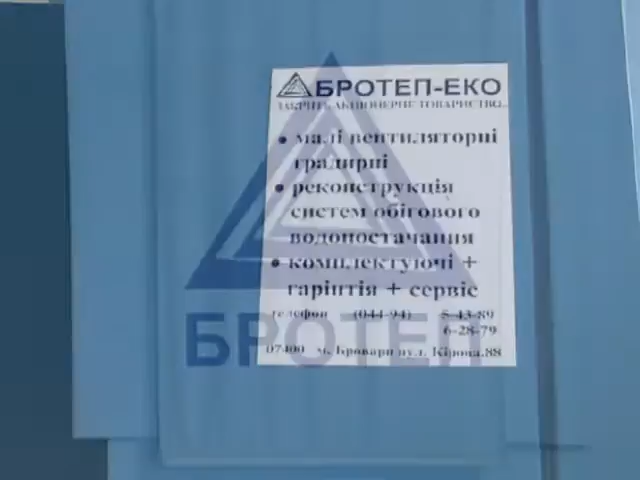 БРОТЕП-ЕКО
ЗАКРИТЕ АКЦІОНЕРНЕ ТОВАРИСТВО
• малі вентиляторні
градирні
• реконструкція
систем обігового
водопостачання
• комплектуючі +
гарінтія + сервіс
телефон (044-94) 5-43-89
6-28-79
07400 м. Бровари вул. Кірова.88
БРОТЕП